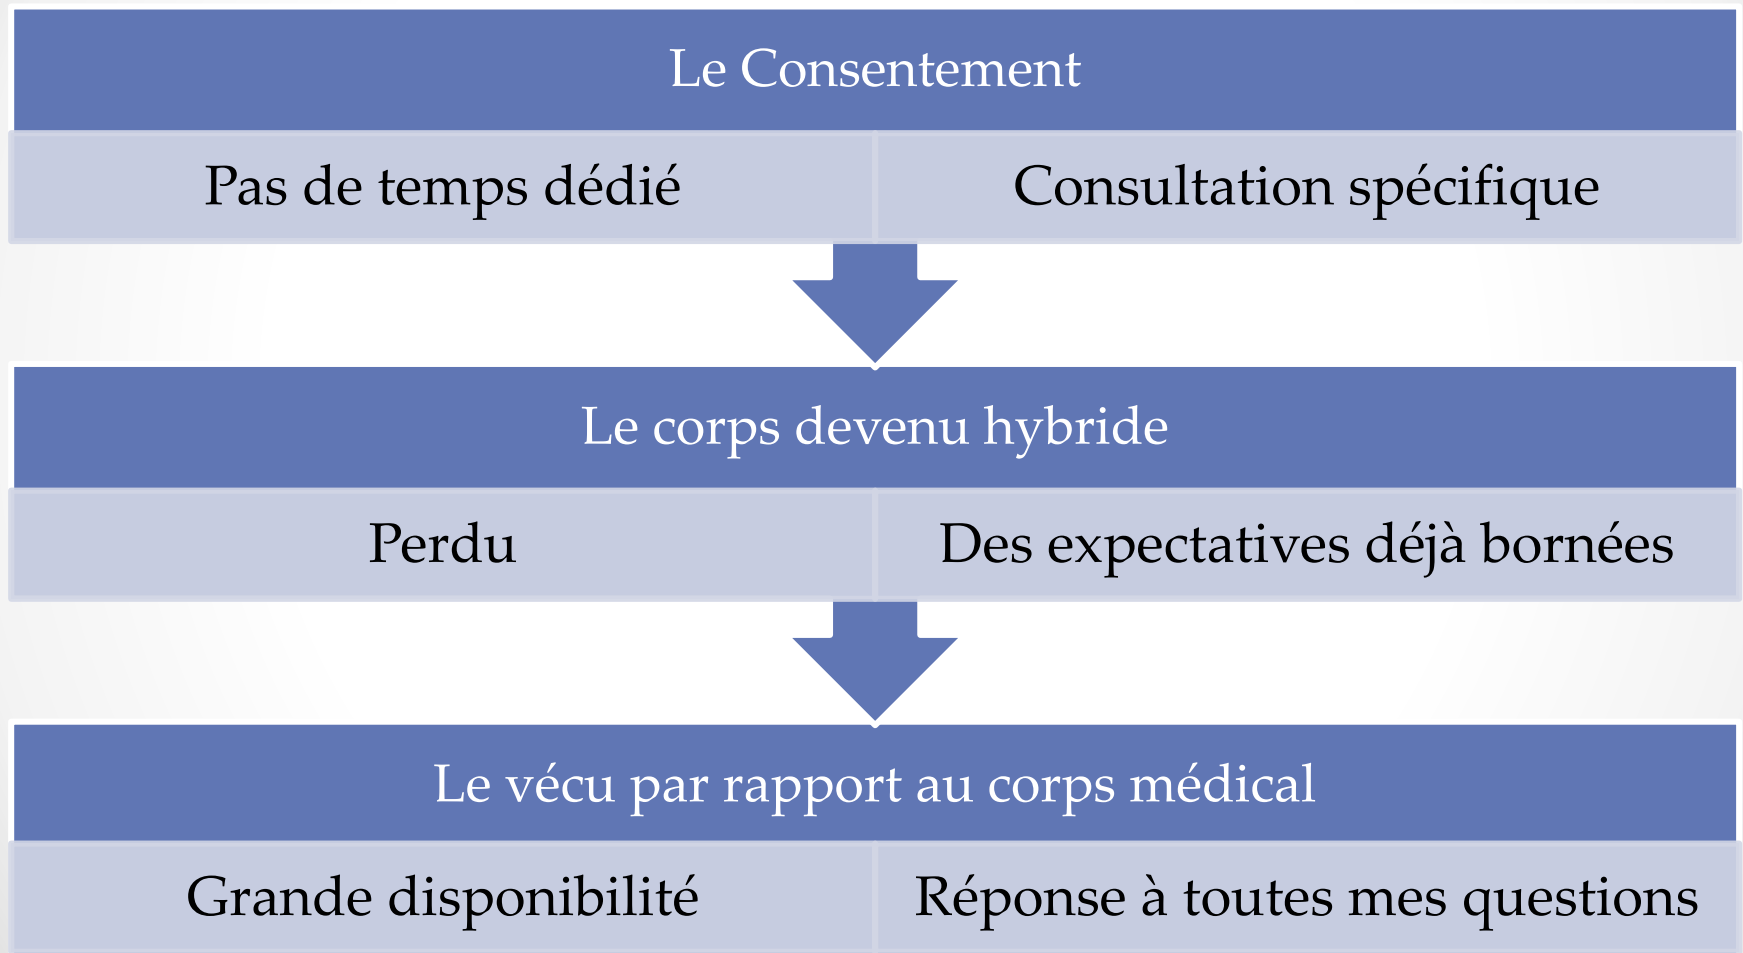 Le Consentement
Pas de temps dédié
Consultation spécifique
Le corps devenu hybride
Perdu
Des expectatives déjà bornées
Le vécu par rapport au corps médical
Grande disponibilité
Réponse à toutes mes questions